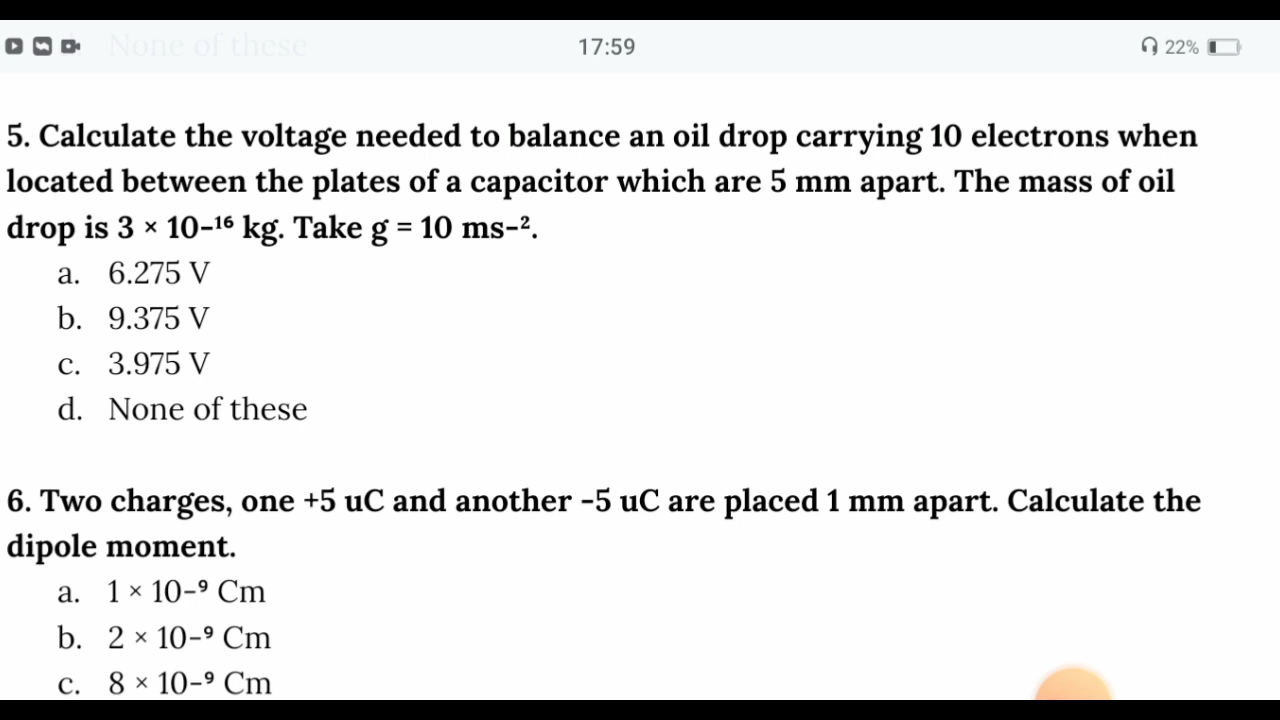 None of these
17:59
22%
5. Calculate the voltage needed to balance an oil drop carrying 10 electrons when
located between the plates of a capacitor which are 5 mm apart. The mass of oil
drop is 3 × 10-¹⁶ kg. Take g = 10 ms-².
a. 6.275 V
b. 9.375 V
c. 3.975 V
d. None of these
6. Two charges, one +5 uC and another -5 uC are placed 1 mm apart. Calculate the
dipole moment.
a. 1 × 10-⁹ Cm
b. 2 × 10-⁹ Cm
c. 8 × 10-⁹ Cm